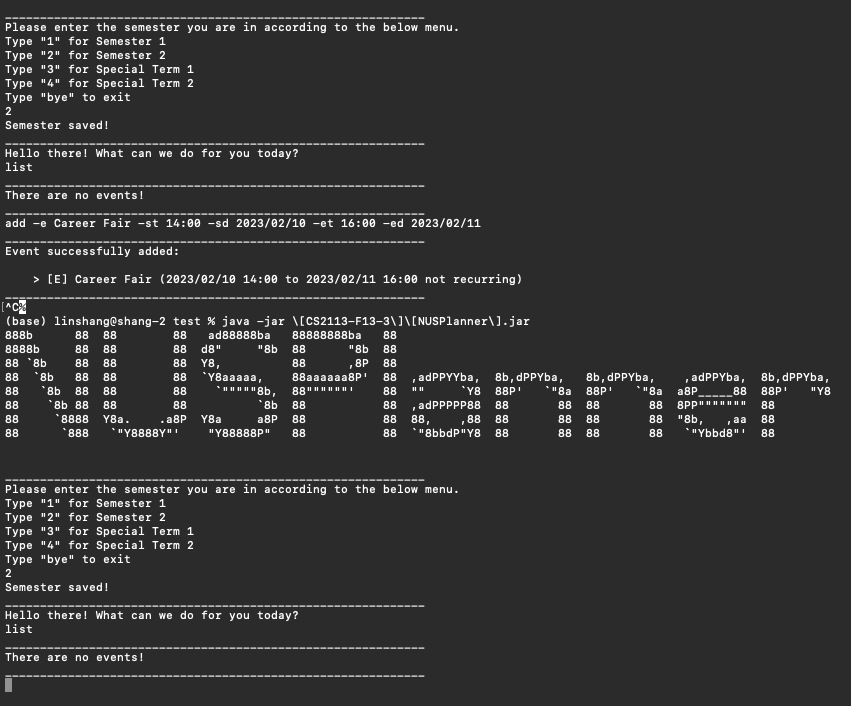 ____________________________________________________________
Please enter the semester you are in according to the below menu.
Type "1" for Semester 1
Type "2" for Semester 2
Type "3" for Special Term 1
Type "4" for Special Term 2
Type "bye" to exit
2
Semester saved!
____________________________________________________________
Hello there! What can we do for you today?
list
____________________________________________________________
There are no events!
____________________________________________________________
add -e Career Fair -st 14:00 -sd 2023/02/10 -et 16:00 -ed 2023/02/11
____________________________________________________________
Event successfully added:
    > [E] Career Fair (2023/02/10 14:00 to 2023/02/11 16:00 not recurring)
____________________________________________________________
^C%
(base) linshang@shang-2 test % java -jar \[CS2113-F13-3\]\[NUSPlanner\].jar
888b      88  88        88   ad88888ba   88888888ba   88
8888b     88  88        88  d8"     "8b  88      "8b  88
88 `8b    88  88        88  Y8,          88      ,8P  88
88  `8b   88  88        88  `Y8aaaaa,    88aaaaaa8P'  88  ,adPPYYba,  8b,dPPYba,   8b,dPPYba,    ,adPPYba,  8b,dPPYba,
88   `8b  88  88        88    `"""""8b,  88""""""'    88  ""     `Y8  88P'   `"8a  88P'   `"8a  a8P_____88  88P'   "Y8
88    `8b 88  88        88          `8b  88           88  ,adPPPPP88  88       88  88       88  8PP"""""""  88
88     `8888  Y8a.    .a8P  Y8a     a8P  88           88  88,    ,88  88       88  88       88  "8b,   ,aa  88
88      `888   `"Y8888Y"'    "Y88888P"   88           88  `"8bbdP"Y8  88       88  88       88   `"Ybbd8"'  88
____________________________________________________________
Please enter the semester you are in according to the below menu.
Type "1" for Semester 1
Type "2" for Semester 2
Type "3" for Special Term 1
Type "4" for Special Term 2
Type "bye" to exit
2
Semester saved!
____________________________________________________________
Hello there! What can we do for you today?
list
____________________________________________________________
There are no events!
____________________________________________________________